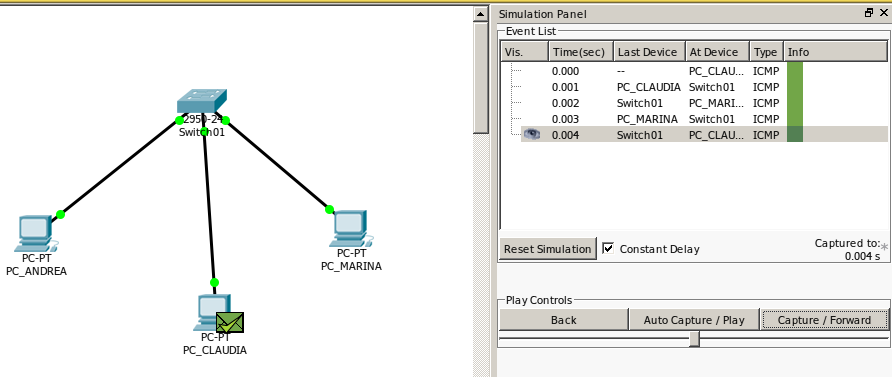 2950-24
Switch01
PC-PT
PC_ANDREA
PC-PT
PC_MARINA
PC-PT
PC_CLAUDIA
Simulation Panel
Event List
Vis. Time(sec) Last Device At Device Type Info
0.000 -- PC_CLAU... ICMP
0.001 PC_CLAUDIA Switch01 ICMP
0.002 Switch01 PC_MARI... ICMP
0.003 PC_MARINA Switch01 ICMP
0.004 Switch01 PC_CLAU... ICMP
Reset Simulation Constant Delay Captured to: *
0.004 s
Play Controls
Back Auto Capture / Play Capture / Forward